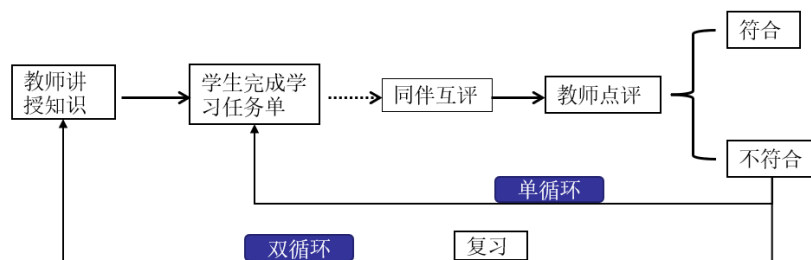 教师讲
授知识
学生完成学
习任务单
同伴互评
教师点评
符合
不符合
单循环
双循环
复习